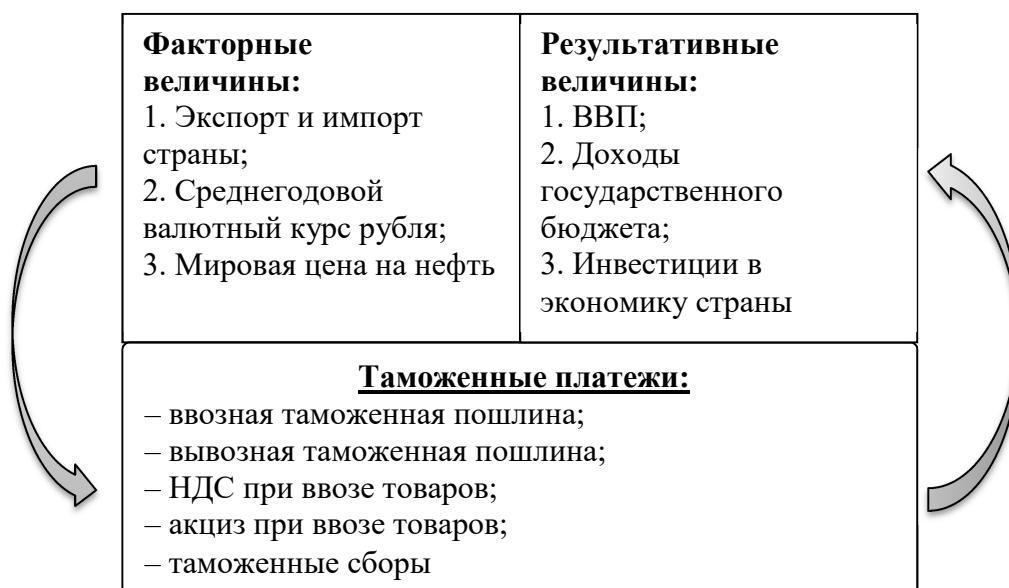 Факторные
величины:
1. Экспорт и импорт
страны;
2. Среднегодовой
валютный курс рубля;
3. Мировая цена на нефть
Результативные
величины:
1. ВВП;
2. Доходы
государственного
бюджета;
3. Инвестиции в
экономику страны
Таможенные платежи:
– ввозная таможенная пошлина;
– вывозная таможенная пошлина;
– НДС при ввозе товаров;
– акциз при ввозе товаров;
– таможенные сборы